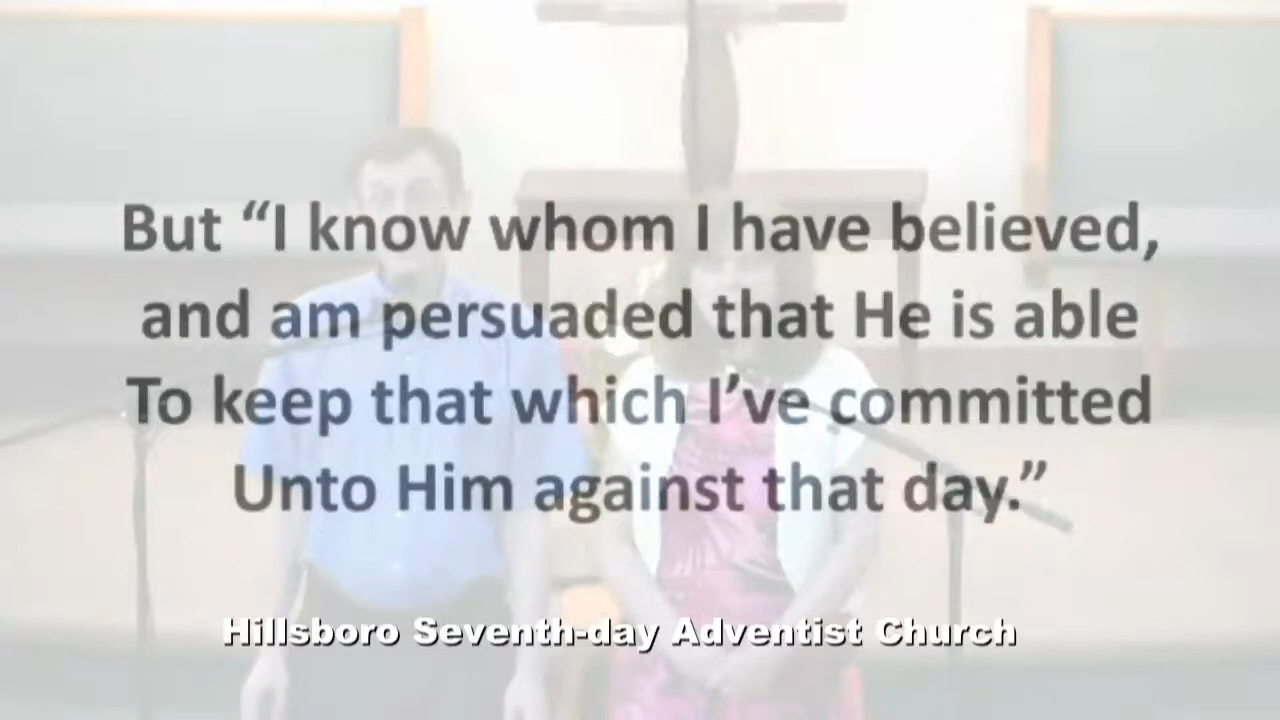 But “I know whom I have believed,
and am persuaded that He is able
To keep that which I’ve committed
Unto Him against that day.”
Hillsboro Seventh-day Adventist Church